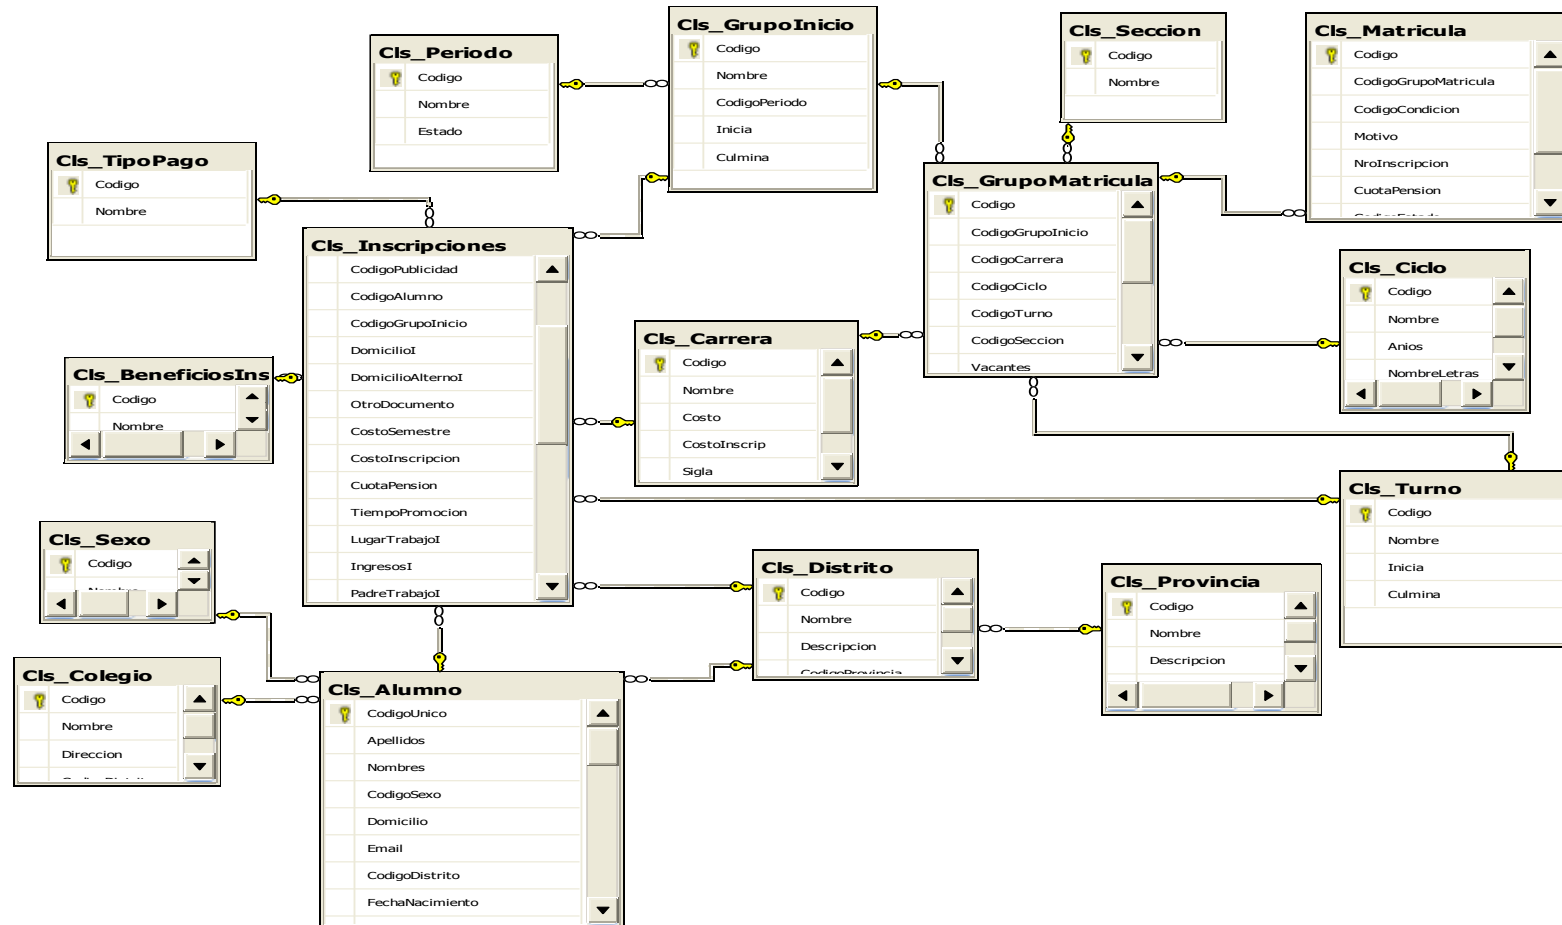 Cls_Periodo
Codigo
Nombre
Estado
Cls_GrupoInicio
Codigo
Nombre
CodigoPeriodo
Inicia
Culmina
Cls_Seccion
Codigo
Nombre
Cls_Matricula
Codigo
CodigoGrupoMatricula
CodigoCondicion
Motivo
NroInscripcion
CuotaPension
Cls_TipoPago
Codigo
Nombre
Cls_Inscripciones
CodigoPublicidad
CodigoAlumno
CodigoGrupoInicio
DomicilioI
DomicilioAlternoI
OtroDocumento
CostoSemestre
CostoInscripcion
CuotaPension
TiempoPromocion
LugarTrabajoI
IngresosI
PadreTrabajoI
Cls_GrupoMatricula
Codigo
CodigoGrupoInicio
CodigoCarrera
CodigoCiclo
CodigoTurno
CodigoSeccion
Vacantes
Cls_Ciclo
Codigo
Nombre
Anios
NombreLetras
Cls_Carrera
Codigo
Nombre
Costo
CostoInscrip
Sigla
Cls_BeneficiosIns
Codigo
Nombre
Cls_Turno
Codigo
Nombre
Inicia
Culmina
Cls_Sexo
Codigo
Cls_Distrito
Codigo
Nombre
Descripcion
CodigoProvincia
Cls_Provincia
Codigo
Nombre
Descripcion
Cls_Colegio
Codigo
Nombre
Direccion
Cls_Alumno
CodigoUnico
Apellidos
Nombres
CodigoSexo
Domicilio
Email
CodigoDistrito
FechaNacimiento